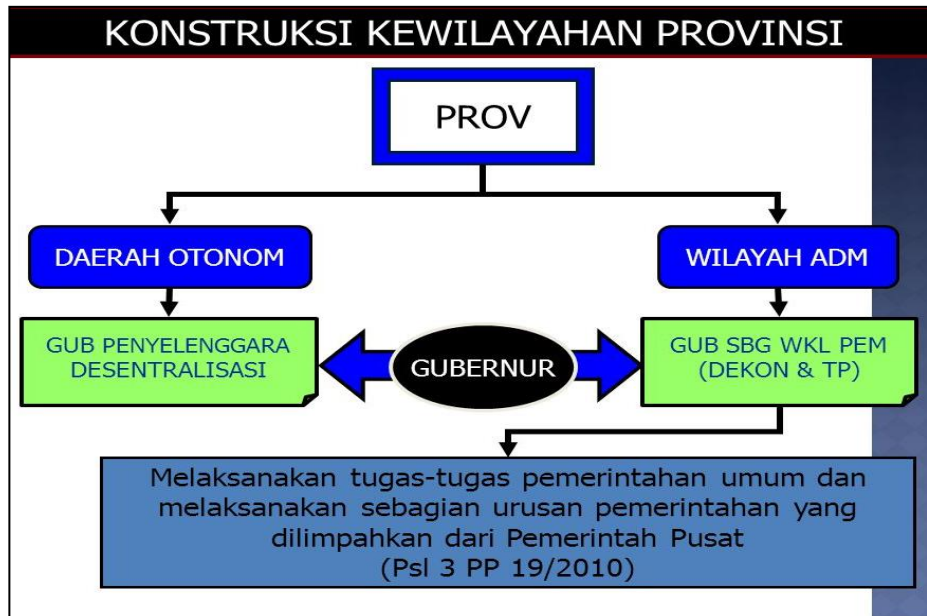 KONSTRUKSI KEWILAYAHAN PROVINSI
PROV
DAERAH OTONOM
WILAYAH ADM
GUB PENYELENGGARA
DESENTRALISASI
GUBERNUR
GUB SBG WKL PEM
(DEKON & TP)
Melaksanakan tugas-tugas pemerintahan umum dan
melaksanakan sebagian urusan pemerintahan yang
dilimpahkan dari Pemerintah Pusat
(Psl 3 PP 19/2010)